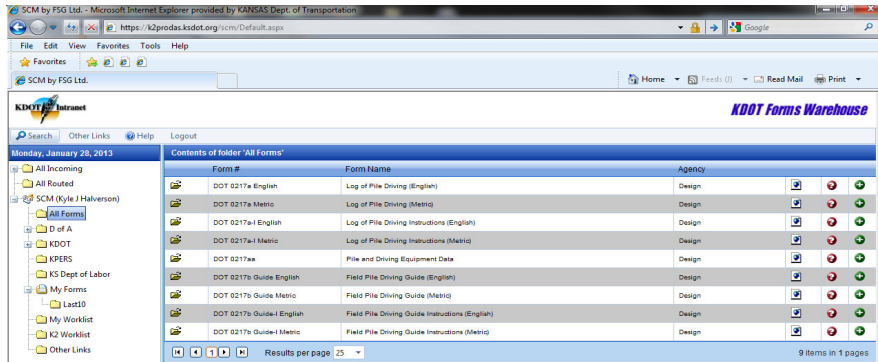 SCM by FSG Ltd. - Microsoft Internet Explorer provided by KANSAS Dept. of Transportation
https://k2prodas.ksdot.org/scm/Default.aspx
Google
File Edit View Favorites Tools Help
Favorites
SCM by FSG Ltd.
Home Feeds (J) Read Mail Print
KDOT Intranet
KDOT Forms Warehouse
Search Other Links Help Logout
Monday, January 28, 2013
Contents of folder 'All Forms'
Form # Form Name Agency
All Incoming
All Routed
SCM (Kyle J Halverson)
All Forms
D of A
KDOT
KPERS
KS Dept of Labor
My Forms
Last10
My Worklist
K2 Worklist
Other Links
DOT 0217a English Log of Pile Driving (English) Design
DOT 0217a Metric Log of Pile Driving (Metric) Design
DOT 0217a-I English Log of Pile Driving Instructions (English) Design
DOT 0217a-I Metric Log of Pile Driving Instructions (Metric) Design
DOT 0217aa Pile and Driving Equipment Data Design
DOT 0217b Guide English Field Pile Driving Guide (English) Design
DOT 0217b Guide Metric Field Pile Driving Guide (Metric) Design
DOT 0217b Guide-I English Field Pile Driving Guide Instructions (English) Design
DOT 0217b Guide-I Metric Field Pile Driving Guide Instructions (Metric) Design
1 Results per page 25 9 items in 1 pages